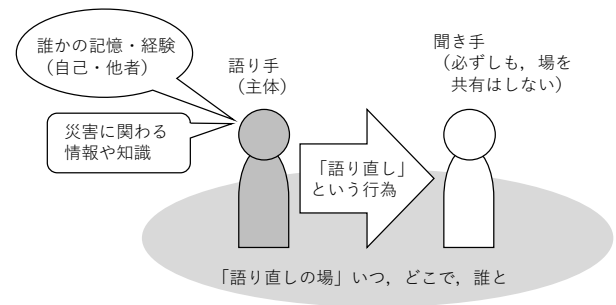 誰かの記憶・経験
（自己・他者）
災害に関わる
情報や知識
語り手
（主体）
「語り直し」
という行為
聞き手
（必ずしも，場を
共有はしない）
「語り直しの場」いつ，どこで，誰と